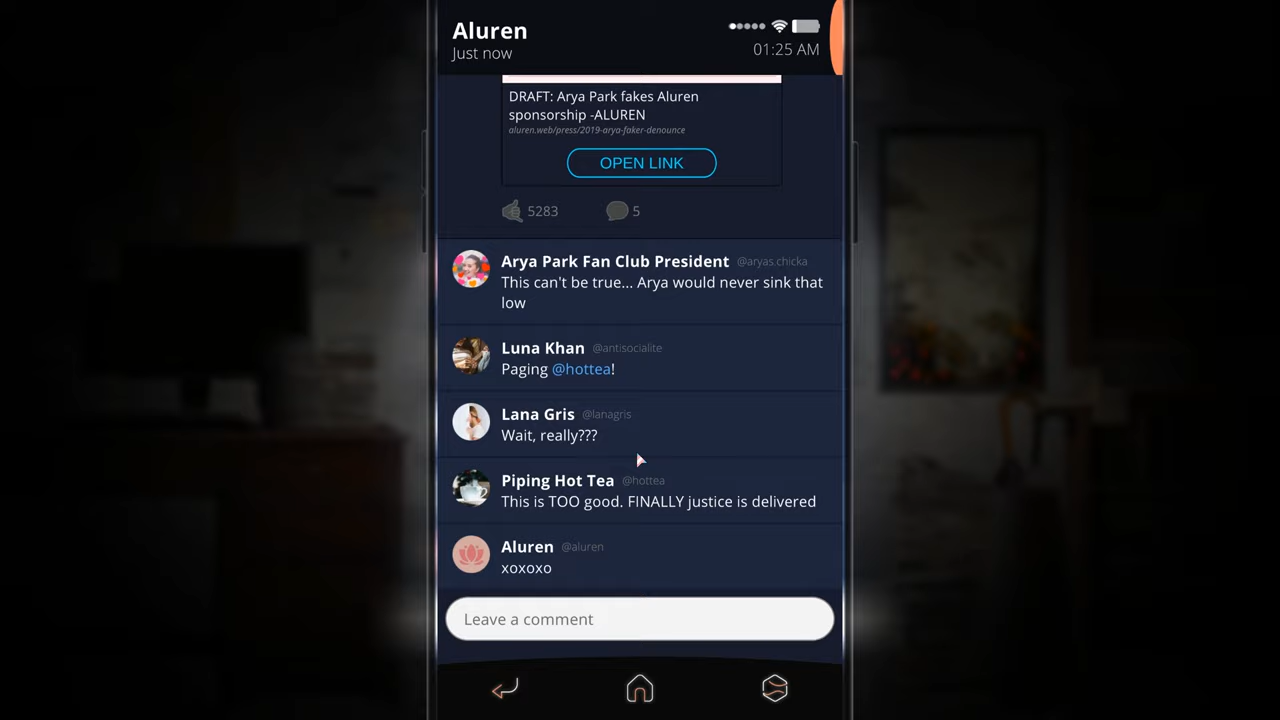 Aluren
Just now
01:25 AM
DRAFT: Arya Park fakes Aluren
sponsorship -ALUREN
aluren.web/press/2019-arya-faker-denounce
OPEN LINK
5283
5
Arya Park Fan Club President @aryas.chicka
This can't be true... Arya would never sink that
low
Luna Khan @antisocialite
Paging @hottea!
Lana Gris @lanagris
Wait, really???
Piping Hot Tea @hottea
This is TOO good. FINALLY justice is delivered
Aluren @aluren
xoxoxo
Leave a comment